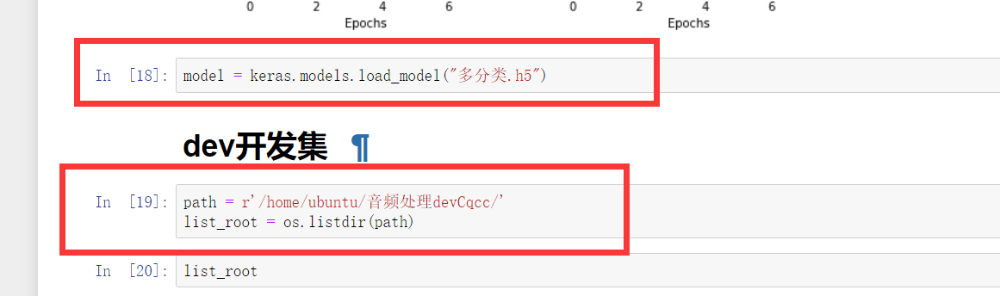 0 2 4 6 0 2 4 6
Epochs Epochs
In [18]: model = keras.models.load_model("多分类.h5")
dev开发集 ¶
In [19]: path = r'/home/ubuntu/音频处理devCqcc/'
list_root = os.listdir(path)
In [20]: list_root